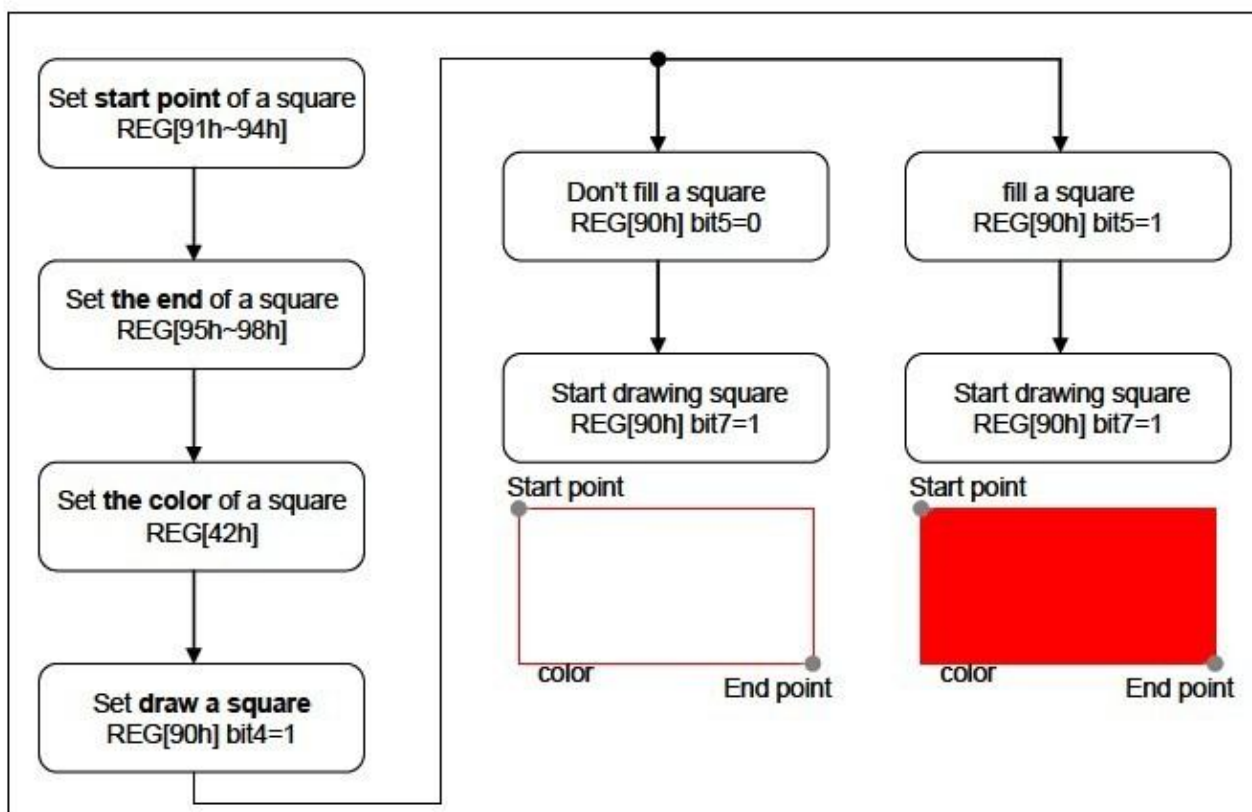 Set start point of a square
REG[91h~94h]
Set the end of a square
REG[95h~98h]
Set the color of a square
REG[42h]
Set draw a square
REG[90h] bit4=1
Don't fill a square
REG[90h] bit5=0
Start drawing square
REG[90h] bit7=1
Start point
color
End point
fill a square
REG[90h] bit5=1
Start drawing square
REG[90h] bit7=1
Start point
color
End point